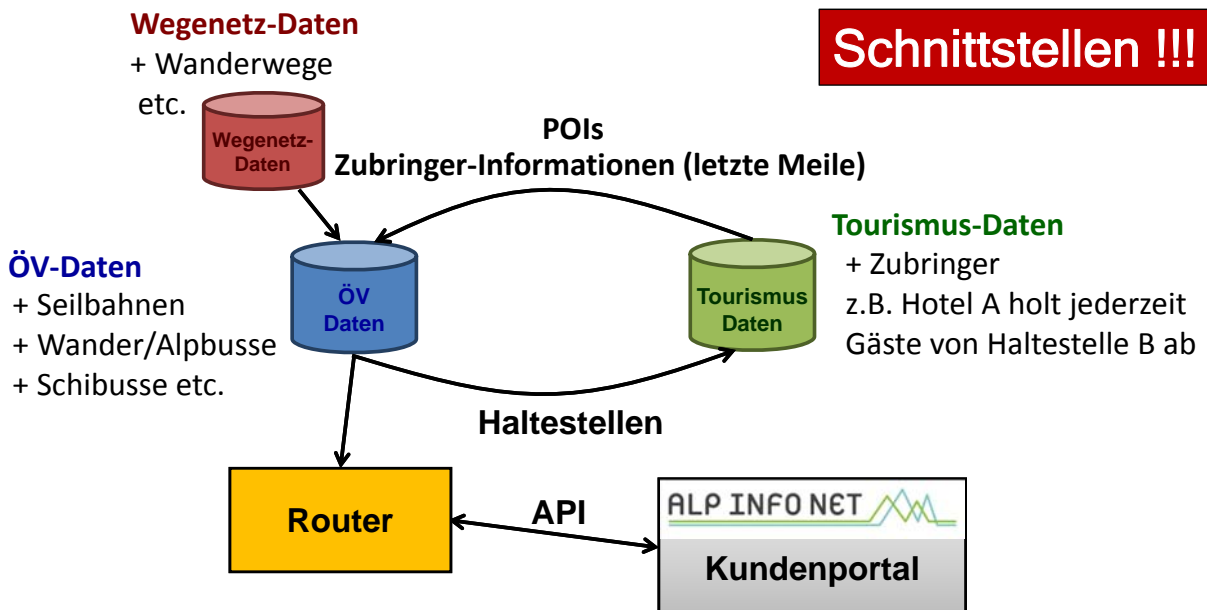 Wegenetz-Daten
+ Wanderwege
etc.
Schnittstellen !!!
Wegenetz-
Daten
POIs
Zubringer-Informationen (letzte Meile)
ÖV-Daten
+ Seilbahnen
+ Wander/Alpbusse
+ Schibusse etc.
ÖV
Daten
Tourismus
Daten
Tourismus-Daten
+ Zubringer
z.B. Hotel A holt jederzeit
Gäste von Haltestelle B ab
Haltestellen
Router
API
ALP INFO NET
Kundenportal